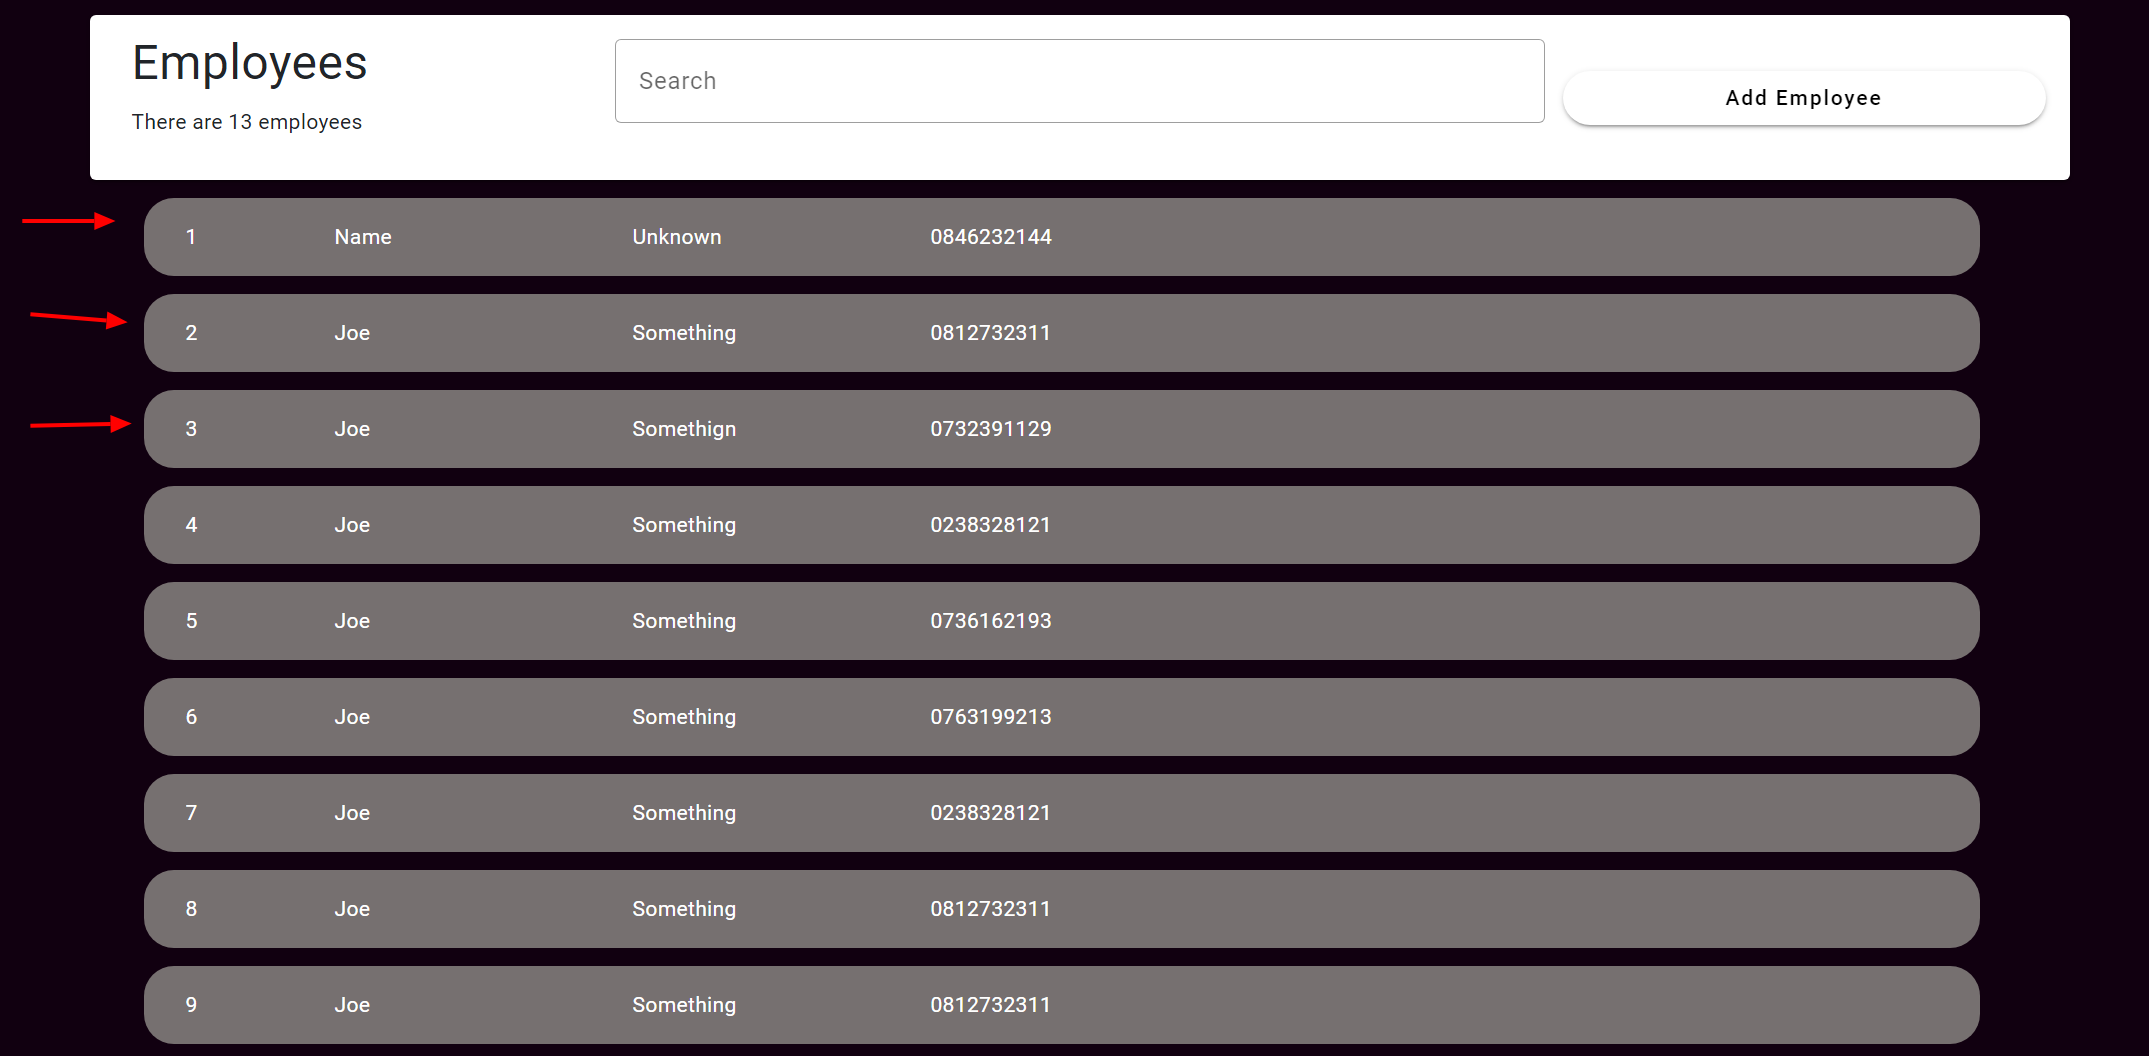 Employees
There are 13 employees
Search
Add Employee
1 Name Unknown 0846232144
2 Joe Something 0812732311
3 Joe Somethign 0732391129
4 Joe Something 0238328121
5 Joe Something 0736162193
6 Joe Something 0763199213
7 Joe Something 0238328121
8 Joe Something 0812732311
9 Joe Something 0812732311